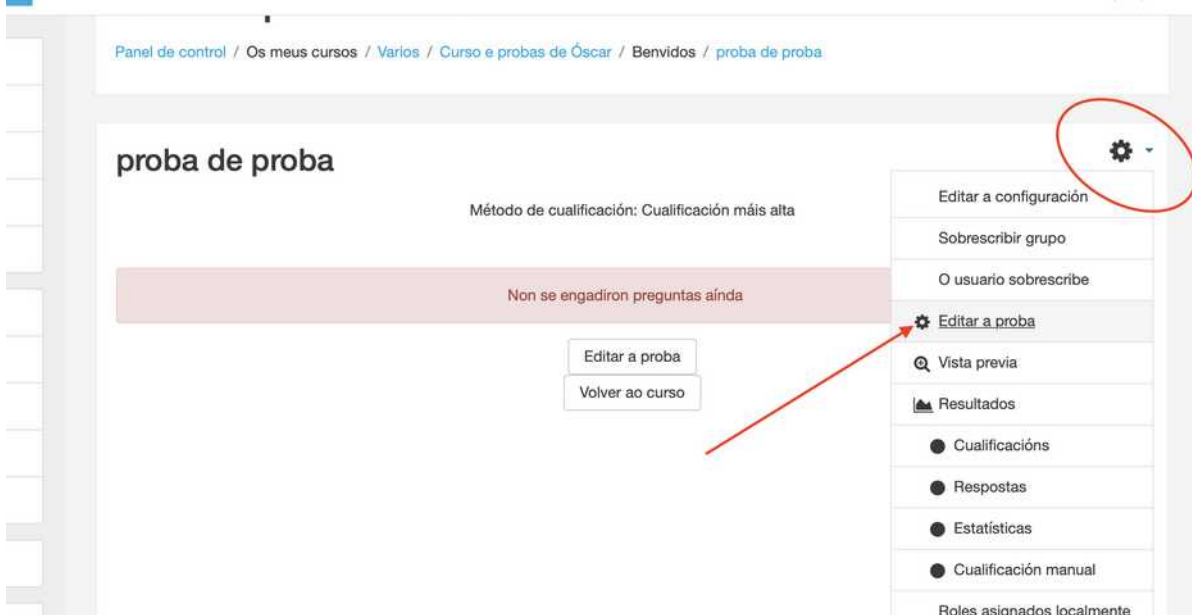 Panel de control / Os meus cursos / Varios / Curso e probas de Óscar / Benvidos / proba de proba
proba de proba
Método de cualificación: Cualificación máis alta
Non se engadiron preguntas aínda
Editar a proba
Volver ao curso
Editar a configuración
Sobrescribir grupo
O usuario sobrescribe
Editar a proba
Vista previa
Resultados
Cualificacións
Respostas
Estatísticas
Cualificación manual
Roles asignados localmente